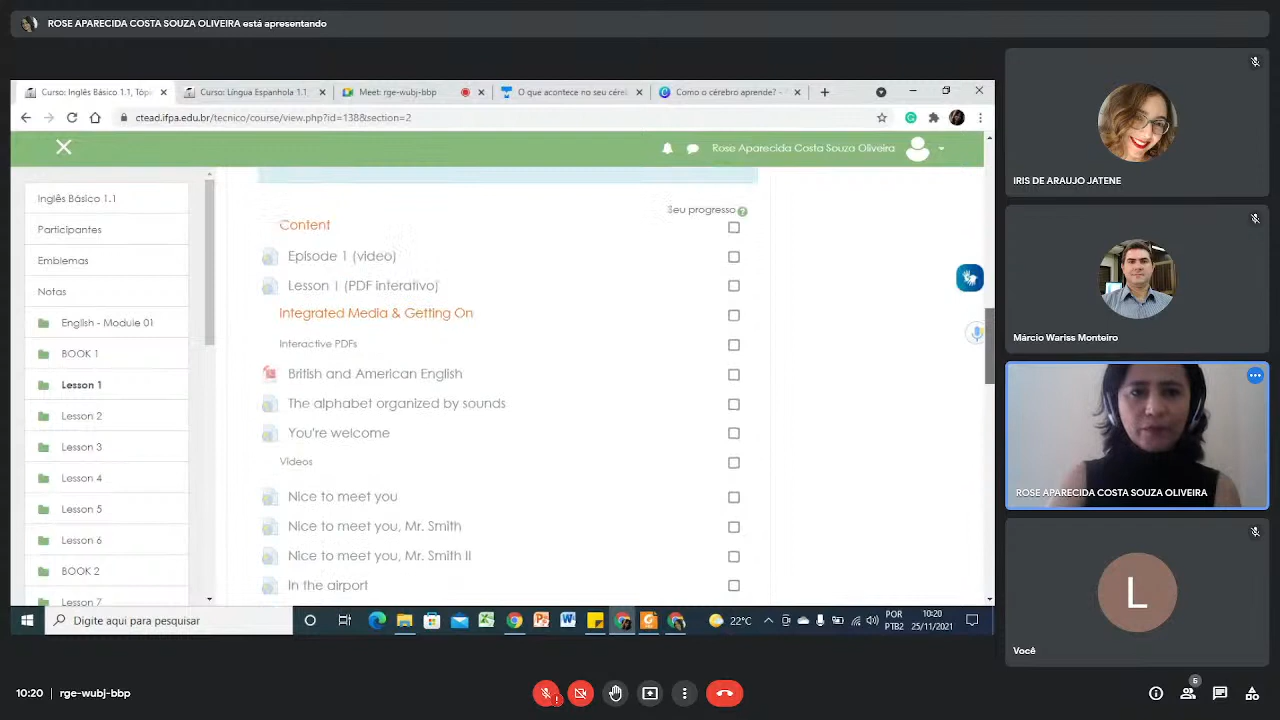 ROSE APARECIDA COSTA SOUZA OLIVEIRA está apresentando
Curso: Inglês Básico 1.1, Tópi
Curso: Língua Espanhola 1.1,
Meet: rge-wubj-bbp
O que acontece no seu cérel
Como o cérebro aprende? -
ctead.ifpa.edu.br/tecnico/course/view.php?id=138&section=2
Rose Aparecida Costa Souza Oliveira
Inglês Básico 1.1
Participantes
Emblemas
Notas
English - Module 01
BOOK 1
Lesson 1
Lesson 2
Lesson 3
Lesson 4
Lesson 5
Lesson 6
BOOK 2
Lesson 7
Seu progresso
Content
Episode 1 (video)
Lesson 1 (PDF interativo)
Integrated Media & Getting On
Interactive PDFs
British and American English
The alphabet organized by sounds
You're welcome
Vídeos
Nice to meet you
Nice to meet you, Mr. Smith
Nice to meet you, Mr. Smith II
In the airport
Digite aqui para pesquisar
22°C
POR
PTB2
10:20
25/11/2021
IRIS DE ARAUJO JATENE
Márcio Wariss Monteiro
ROSE APARECIDA COSTA SOUZA OLIVEIRA
L
Você
10:20
rge-wubj-bbp
5